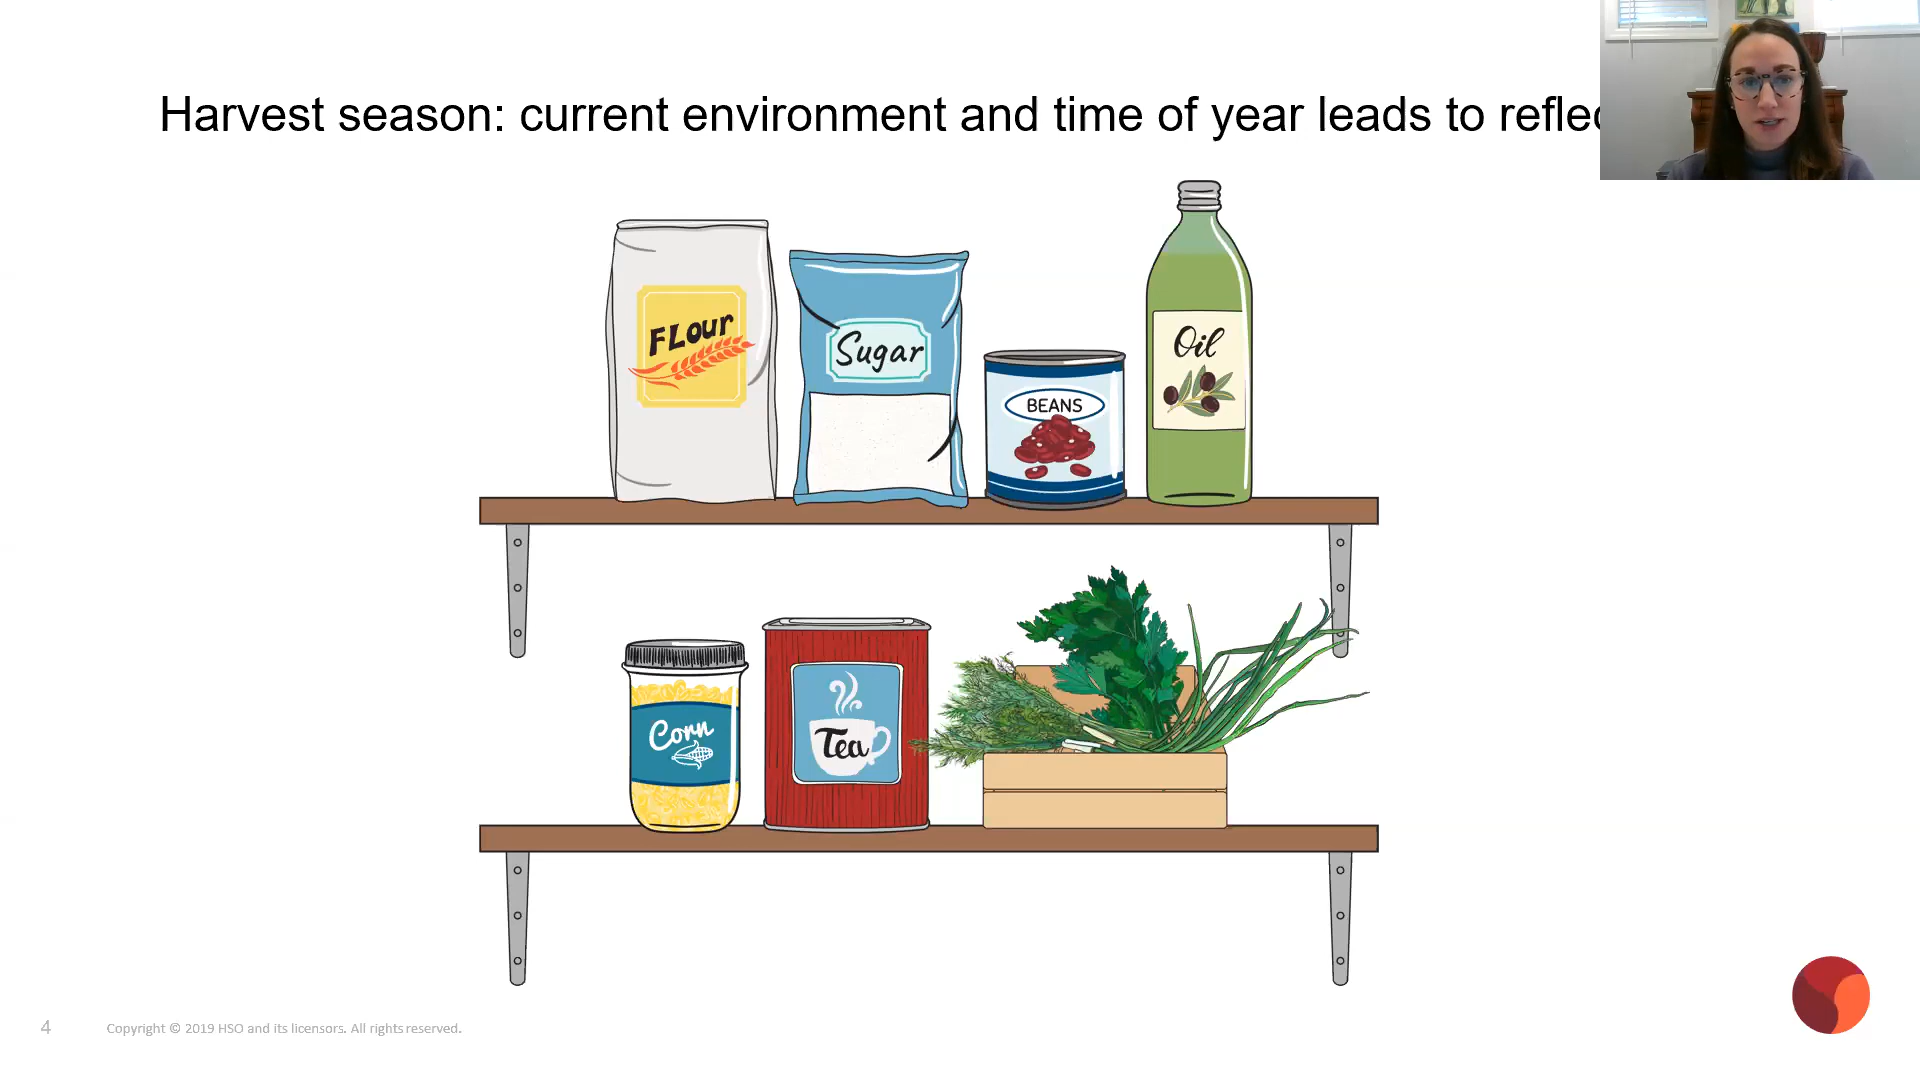 Harvest season: current environment and time of year leads to
FLour
Sugar
BEANS
Oil
Corn
Tea
4
Copyright © 2019 HSO and its licensors. All rights reserved.